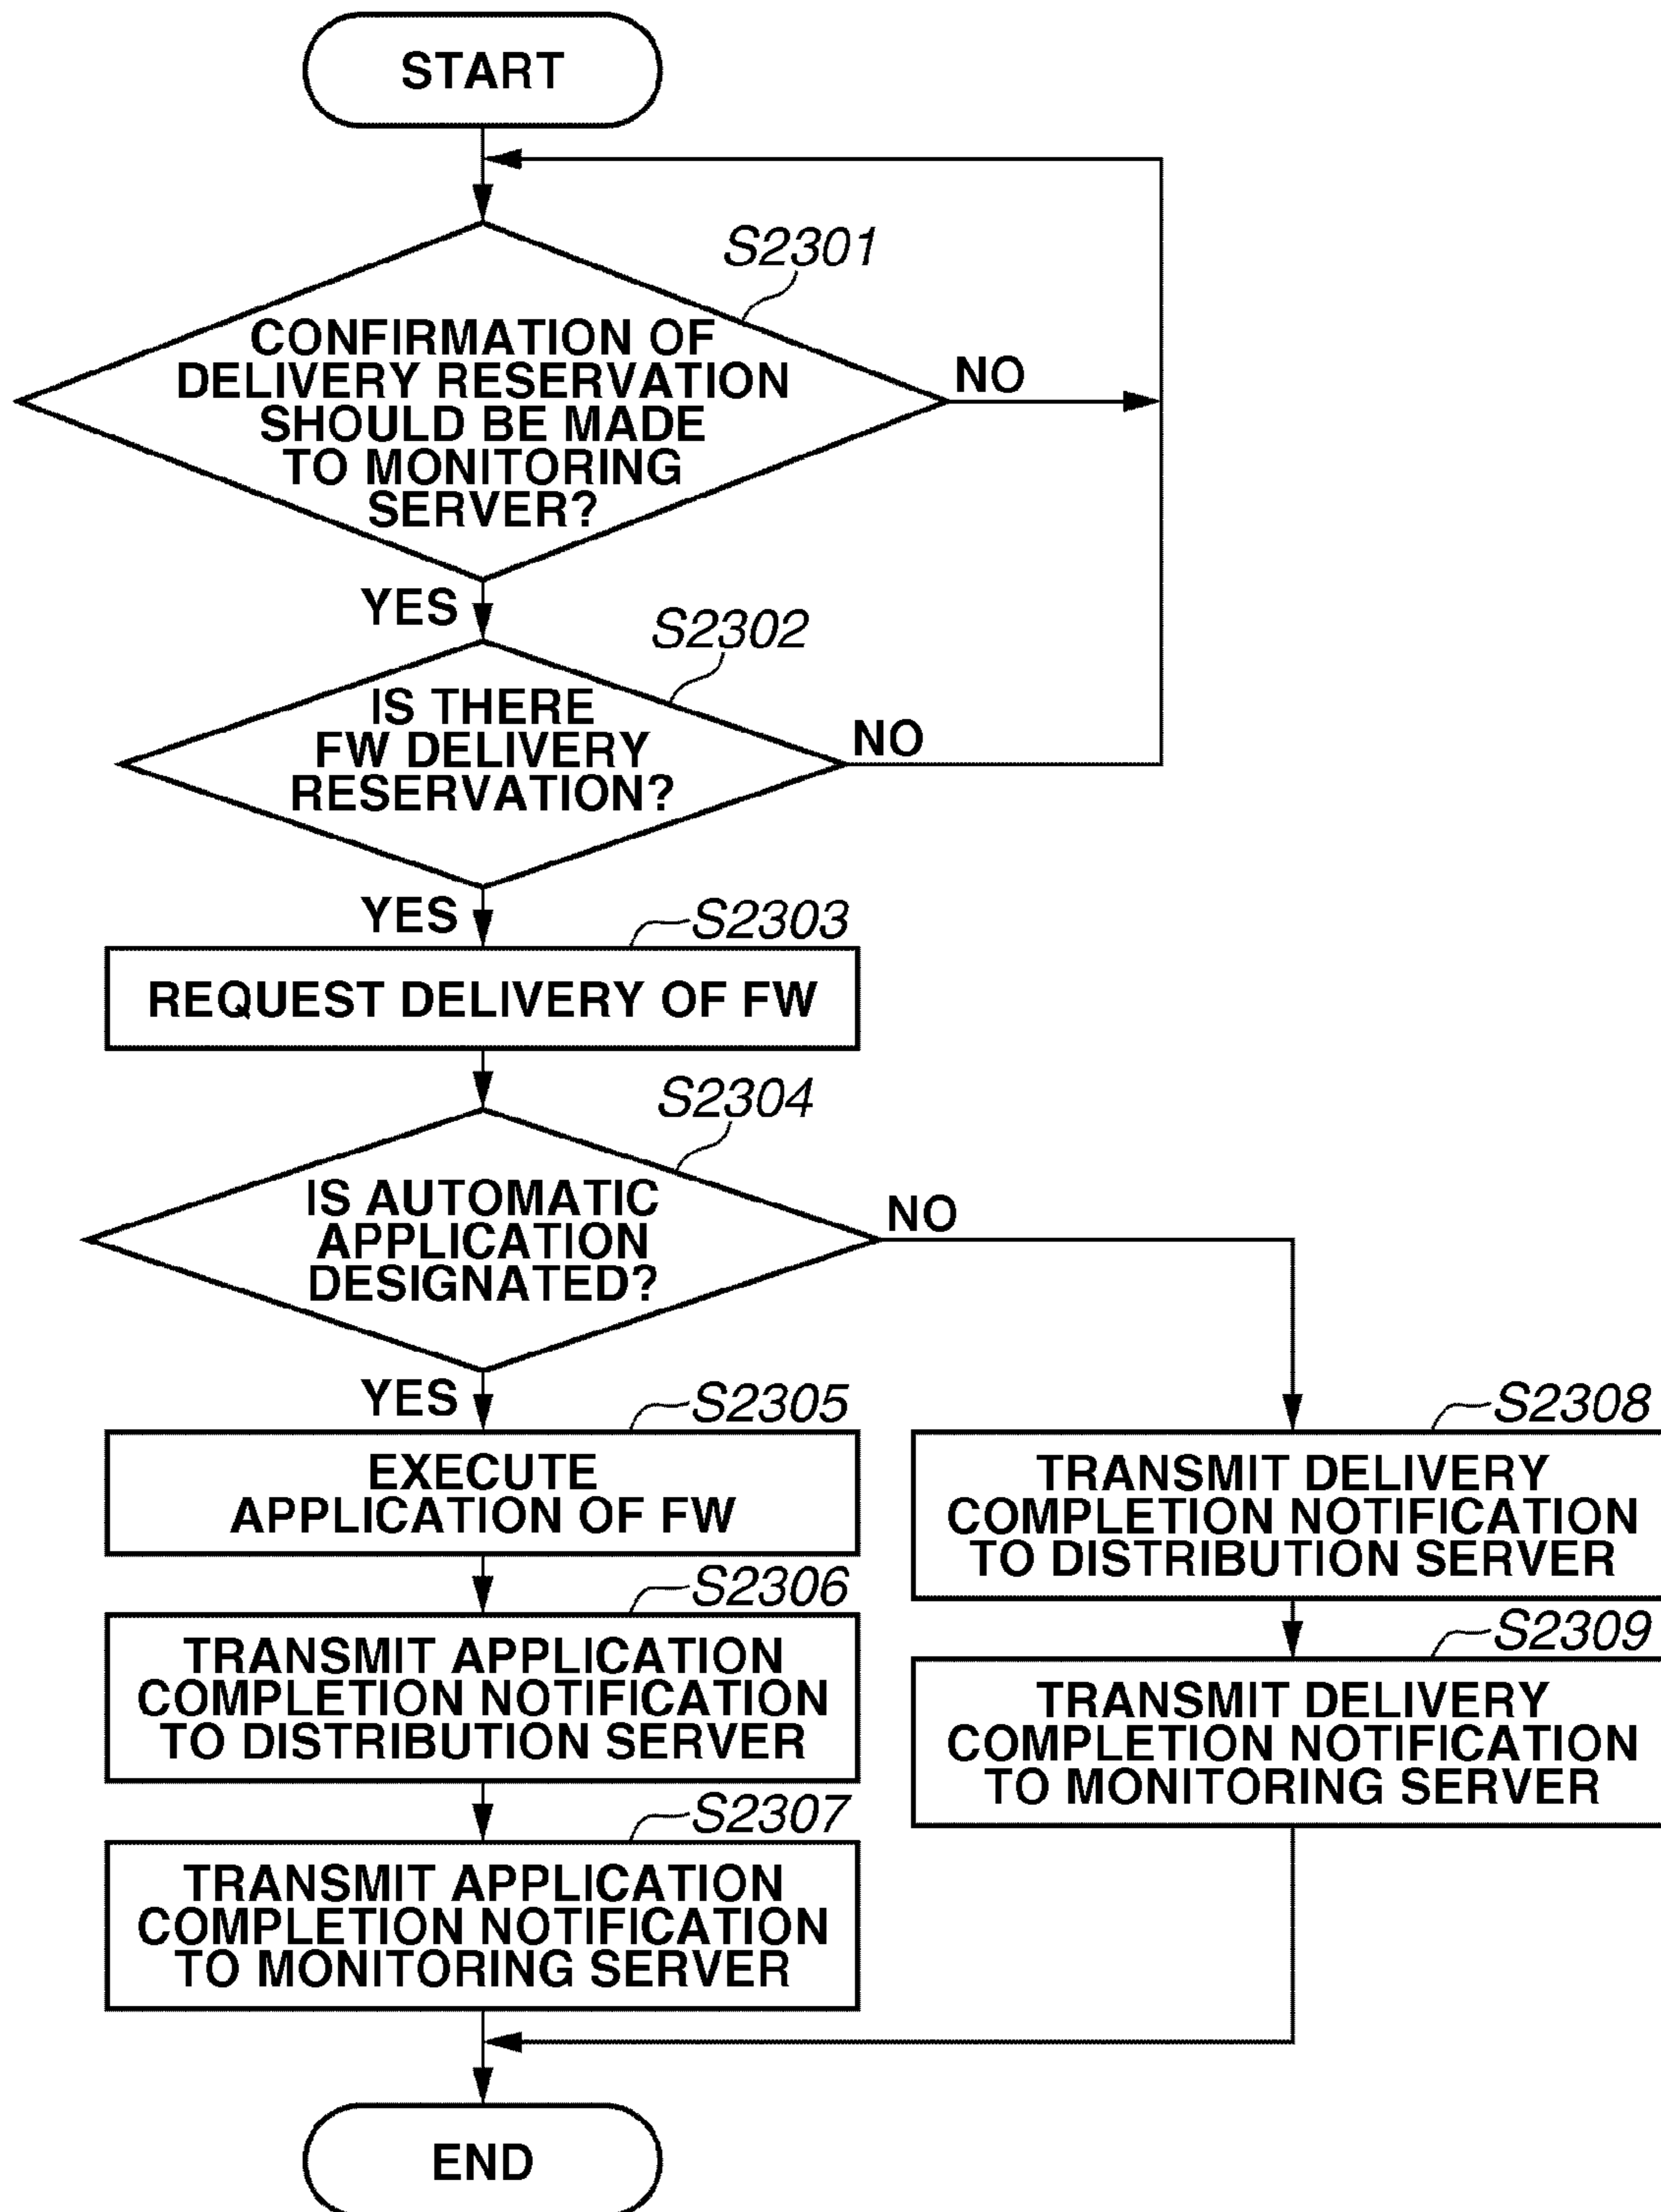 START
S2301
CONFIRMATION OF
DELIVERY RESERVATION
SHOULD BE MADE
TO MONITORING
SERVER?
NO
YES
S2302
IS THERE
FW DELIVERY
RESERVATION?
NO
YES
S2303
REQUEST DELIVERY OF FW
S2304
IS AUTOMATIC
APPLICATION
DESIGNATED?
NO
YES
S2305
EXECUTE
APPLICATION OF FW
S2306
TRANSMIT APPLICATION
COMPLETION NOTIFICATION
TO DISTRIBUTION SERVER
S2307
TRANSMIT APPLICATION
COMPLETION NOTIFICATION
TO MONITORING SERVER
S2308
TRANSMIT DELIVERY
COMPLETION NOTIFICATION
TO DISTRIBUTION SERVER
S2309
TRANSMIT DELIVERY
COMPLETION NOTIFICATION
TO MONITORING SERVER
END